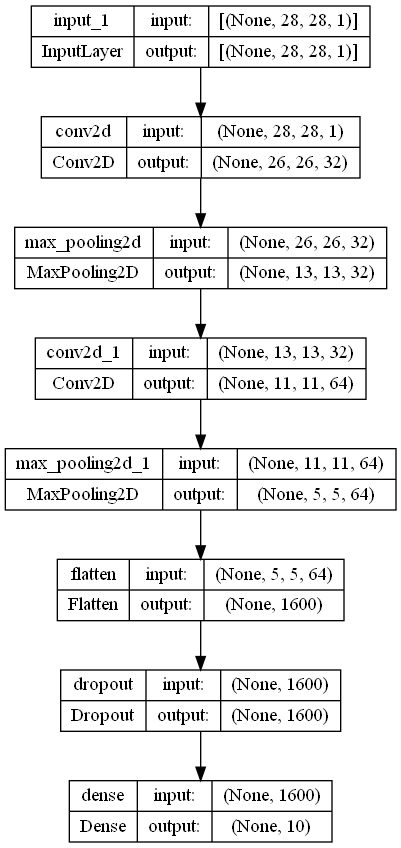 input_1 input: [(None, 28, 28, 1)]
InputLayer output: [(None, 28, 28, 1)]
conv2d input: (None, 28, 28, 1)
Conv2D output: (None, 26, 26, 32)
max_pooling2d input: (None, 26, 26, 32)
MaxPooling2D output: (None, 13, 13, 32)
conv2d_1 input: (None, 13, 13, 32)
Conv2D output: (None, 11, 11, 64)
max_pooling2d_1 input: (None, 11, 11, 64)
MaxPooling2D output: (None, 5, 5, 64)
flatten input: (None, 5, 5, 64)
Flatten output: (None, 1600)
dropout input: (None, 1600)
Dropout output: (None, 1600)
dense input: (None, 1600)
Dense output: (None, 10)